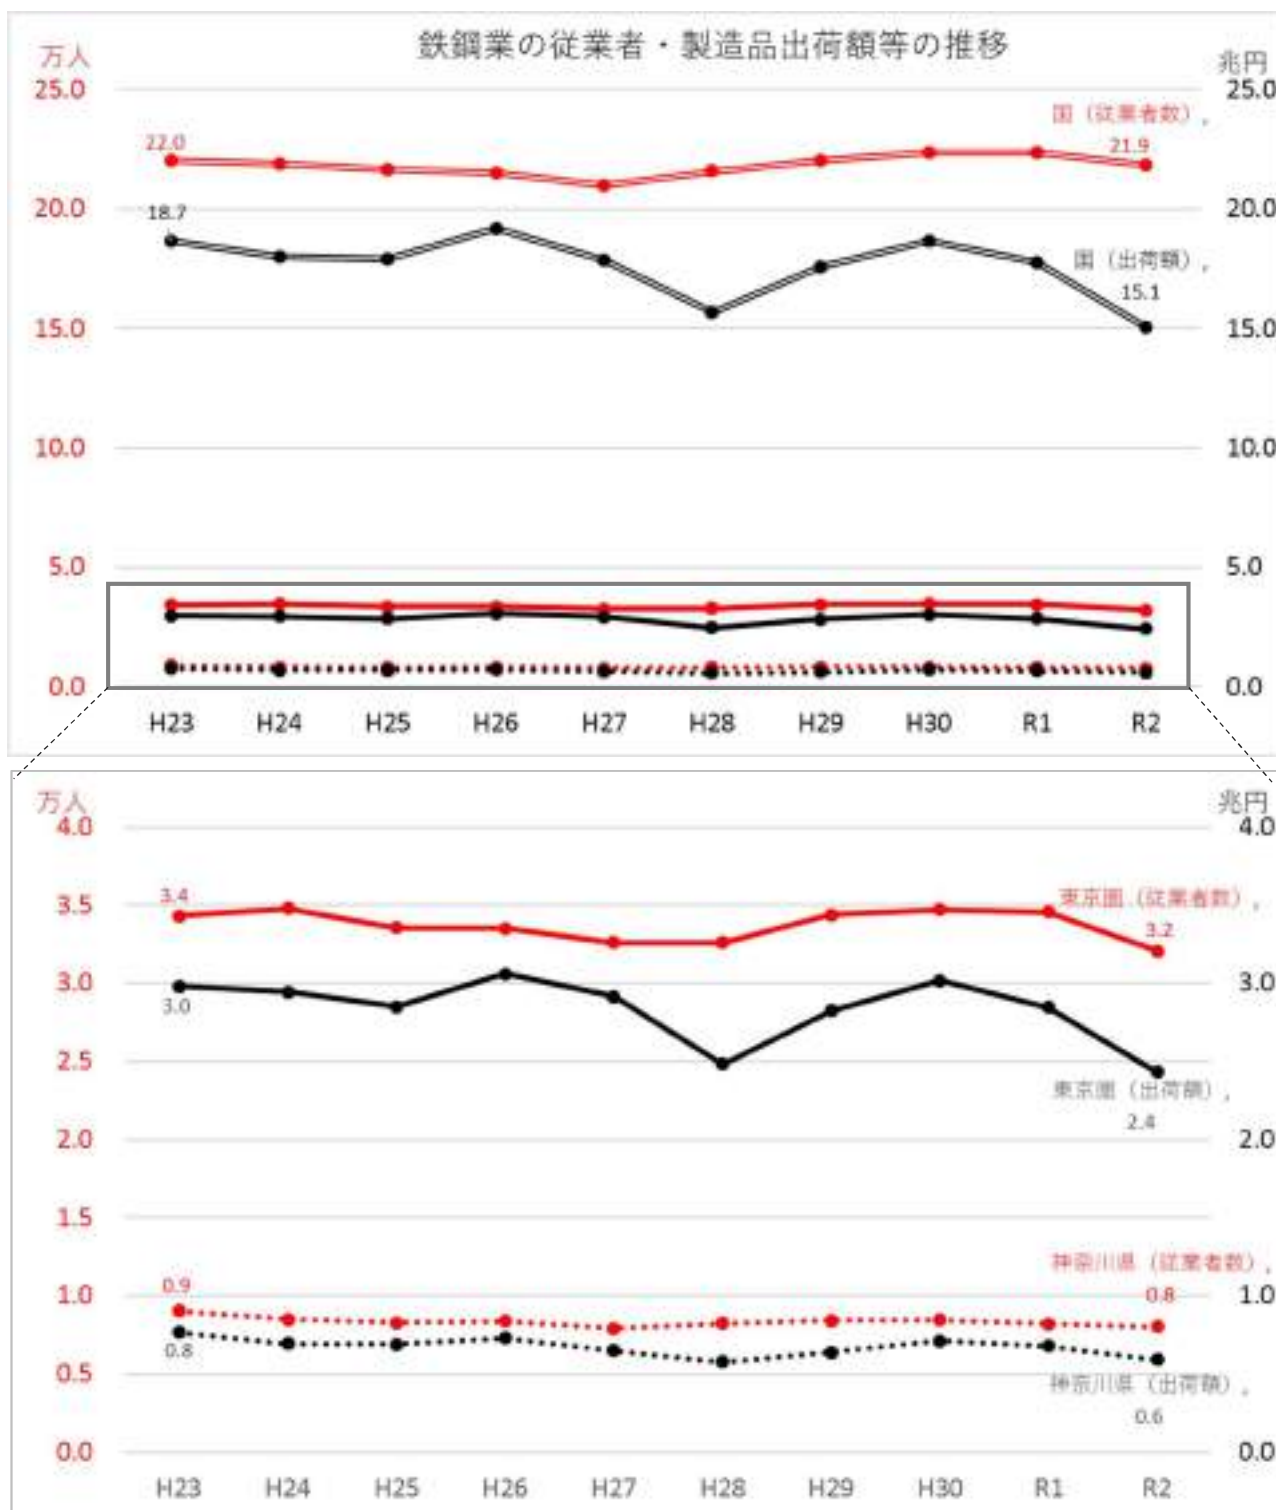 鉄鋼業の従業者・製造品出荷額等の推移
万人
兆円
25.0
25.0
国（従業者数）,
21.9
22.0
20.0
20.0
18.7
国（出荷額）,
15.1
15.0
15.0
10.0
10.0
5.0
5.0
0.0
0.0
H23 H24 H25 H26 H27 H28 H29 H30 R1 R2
万人
兆円
4.0
4.0
3.4
3.5
東京圏（従業者数）,
3.2
3.0
3.0
3.0
2.5
東京圏（出荷額）,
2.4
2.0
2.0
1.5
神奈川県（従業者数）,
0.9
0.8
1.0
1.0
0.8
0.5
神奈川県（出荷額）,
0.6
0.0
0.0
H23 H24 H25 H26 H27 H28 H29 H30 R1 R2